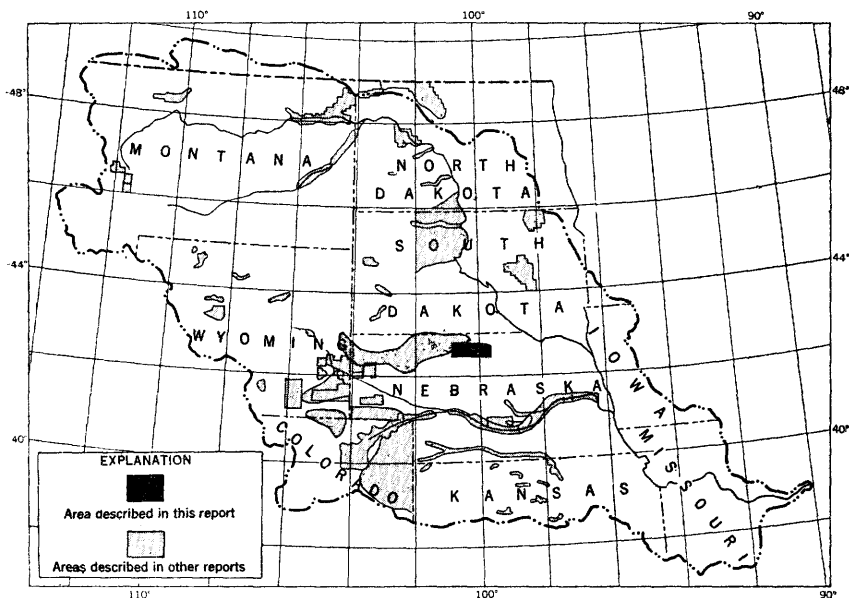 110°
100°
90°
48°
48°
MONTANA
NORTH
DAKOTA
SOUTH
44°
44°
DAKOTA
WYOMING
IOWA
NEBRASKA
40°
40°
COLORADO
MISSOURI
KANSAS
EXPLANATION
Area described in this report
Areas described in other reports
110°
100°
90°